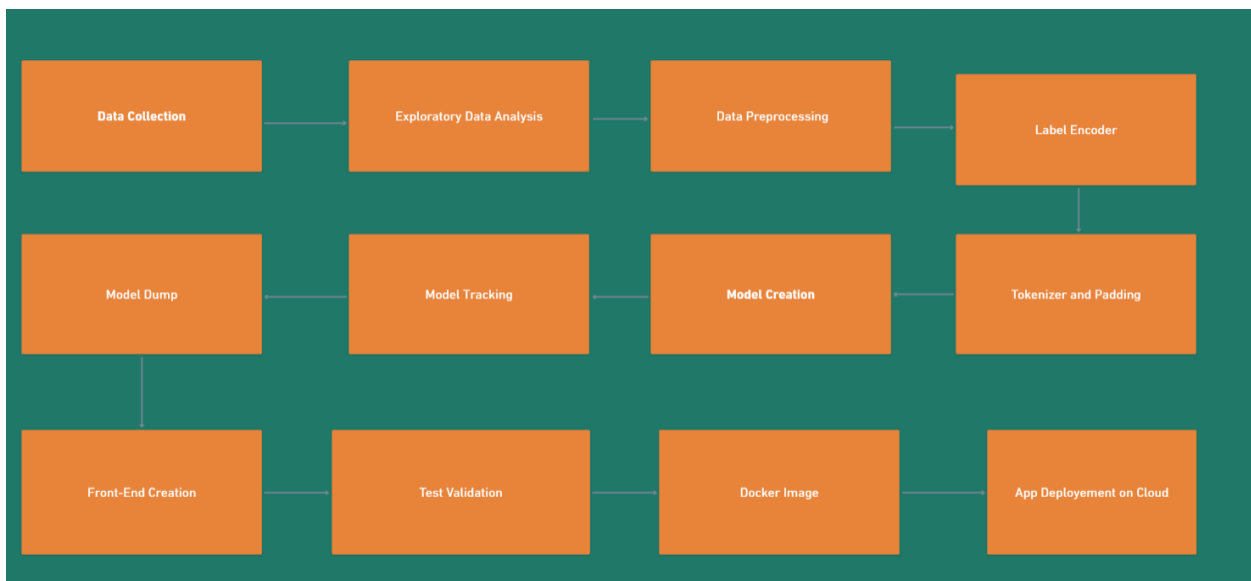 Data Collection
Exploratory Data Analysis
Data Preprocessing
Label Encoder
Model Dump
Model Tracking
Model Creation
Tokenizer and Padding
Front-End Creation
Test Validation
Docker Image
App Deployement on Cloud